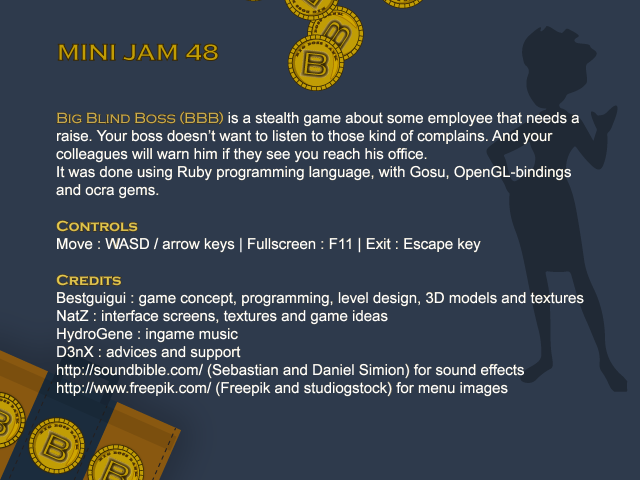 MINI JAM 48
B
B
Big Blind Boss (BBB) is a stealth game about some employee that needs a
raise. Your boss doesn't want to listen to those kind of complains. And your
colleagues will warn him if they see you reach his office.
It was done using Ruby programming language, with Gosu, OpenGL-bindings
and ocra gems.
Controls
Move : WASD / arrow keys | Fullscreen : F11 | Exit : Escape key
Credits
Bestguigui : game concept, programming, level design, 3D models and textures
NatZ : interface screens, textures and game ideas
HydroGene : ingame music
D3nX : advices and support
http://soundbible.com/ (Sebastian and Daniel Simion) for sound effects
http://www.freepik.com/ (Freepik and studiogstock) for menu images
B
B
B